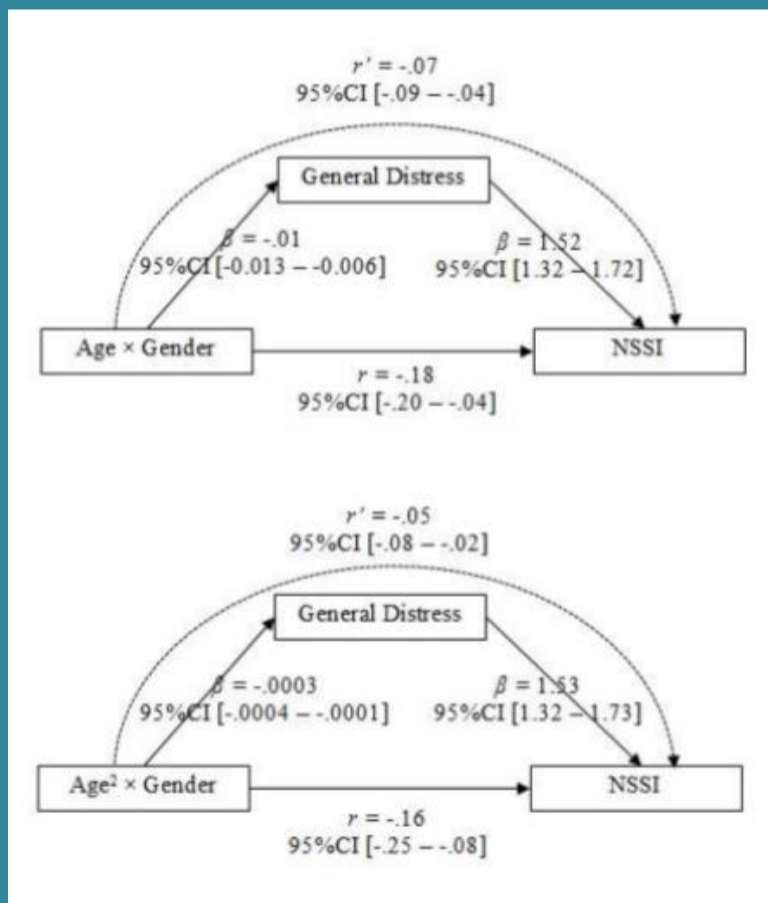 r' = -.07
95%CI [-.09 – -.04]
General Distress
β = -.01
95%CI [-0.013 – -0.006]
β = 1.52
95%CI [1.32 – 1.72]
Age × Gender
NSSI
r = -.18
95%CI [-.20 – -.04]
r' = -.05
95%CI [-.08 – -.02]
General Distress
β = -.0003
95%CI [-.0004 – -.0001]
β = 1.53
95%CI [1.32 – 1.73]
Age² × Gender
NSSI
r = -.16
95%CI [-.25 – -.08]